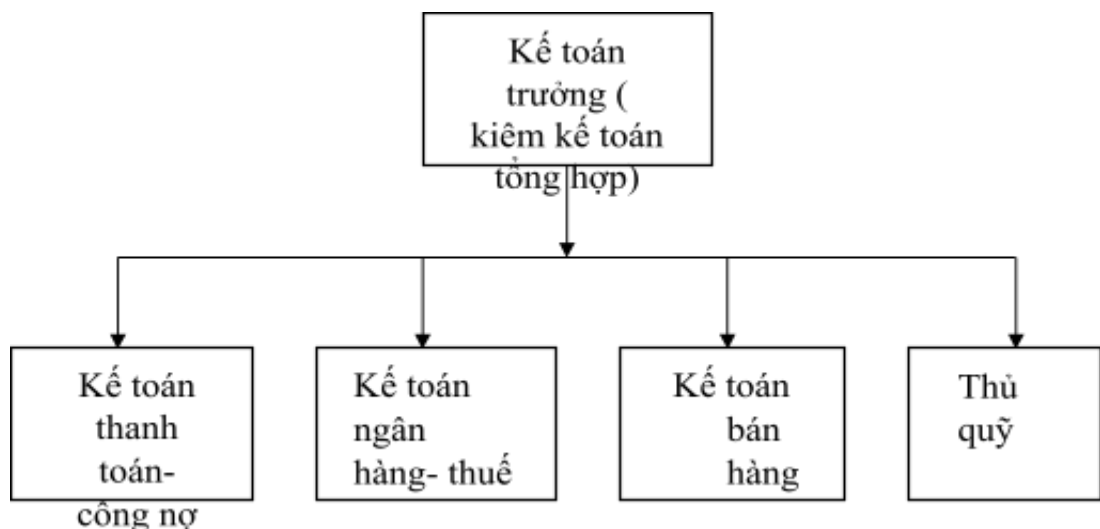 Kế toán
trưởng (
kiêm kế toán
tổng hợp)
Kế toán
thanh
toán-
công nợ
Kế toán
ngân
hàng- thuế
Kế toán
bán
hàng
Thủ
quỹ